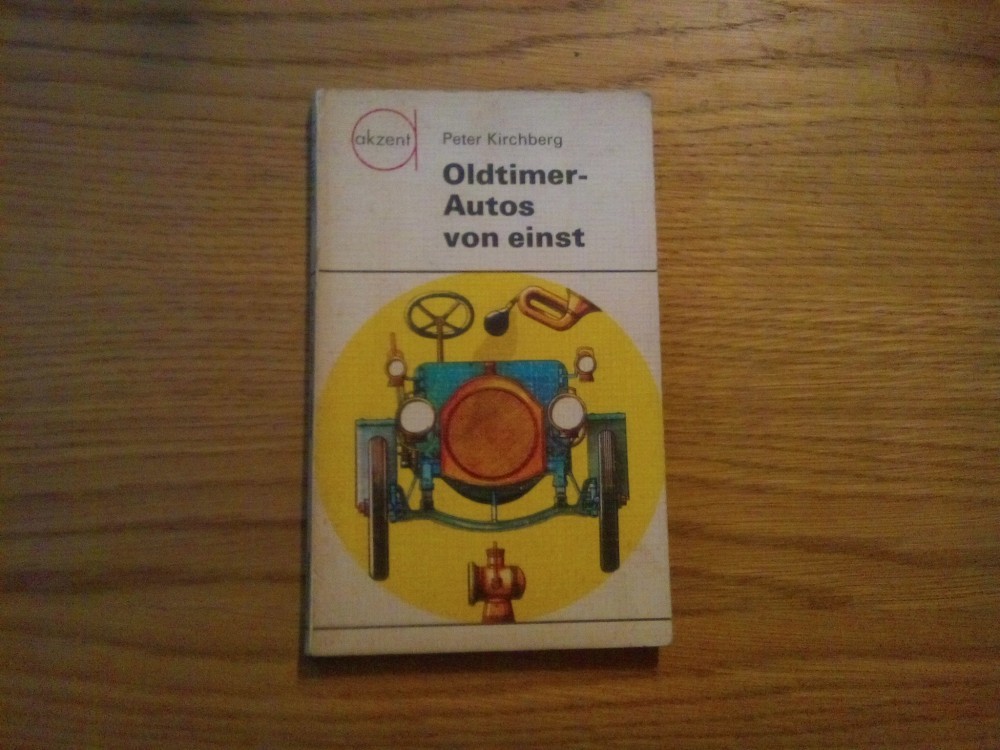 akzent
Peter Kirchberg
Oldtimer-
Autos
von einst